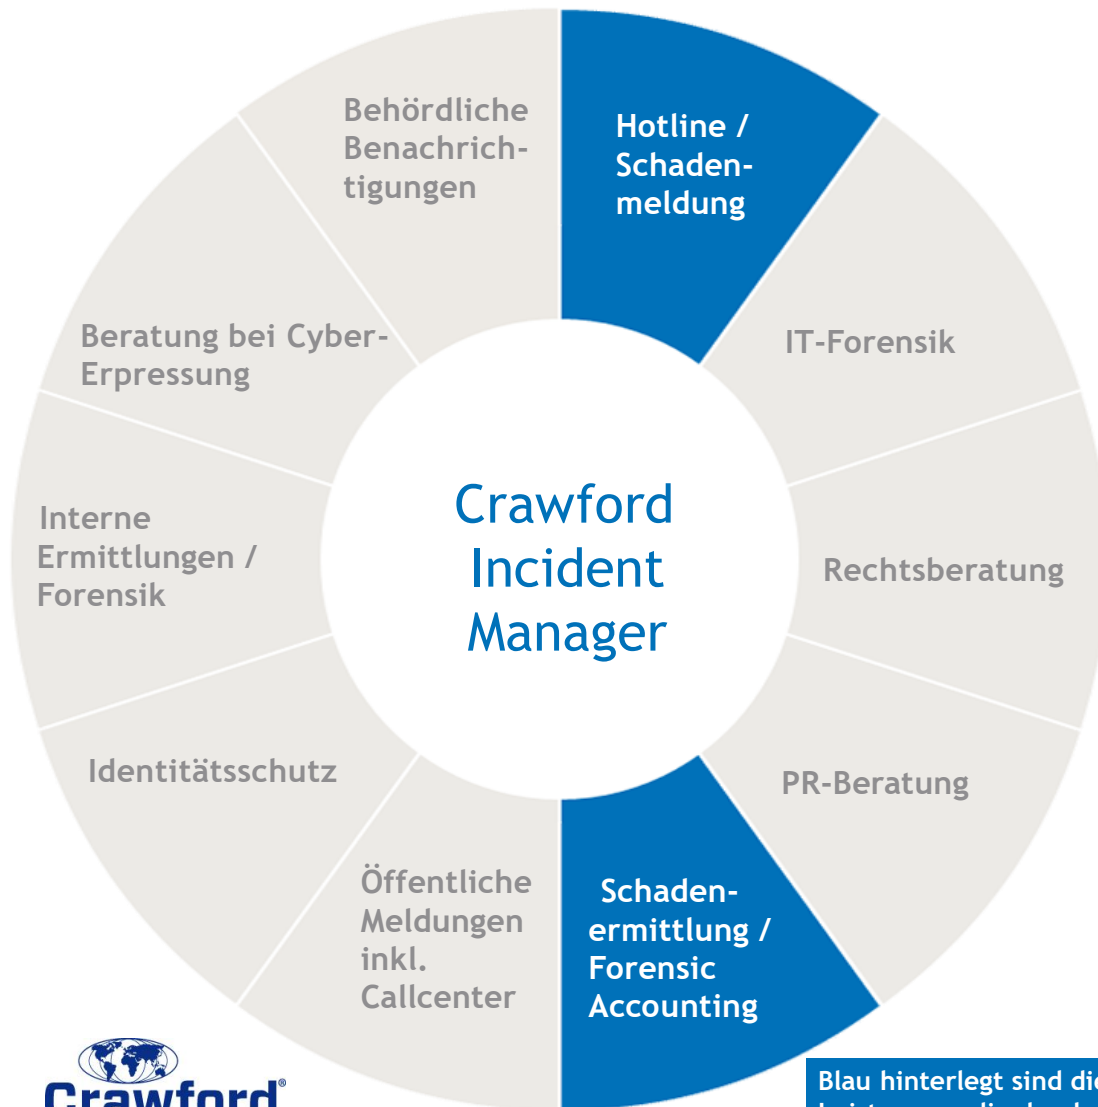 Behördliche
Benachrich-
tigungen
Hotline /
Schaden-
meldung
IT-Forensik
Rechtsberatung
PR-Beratung
Schaden-
ermittlung /
Forensic
Accounting
Öffentliche
Meldungen
inkl.
Callcenter
Identitätsschutz
Interne
Ermittlungen /
Forensik
Beratung bei Cyber-
Erpressung
Crawford
Incident
Manager
Crawford®
Blau hinterlegt sind die